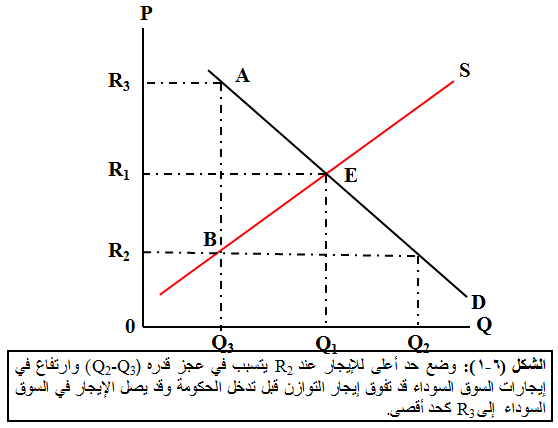 P
S
R₃
A
R₁
E
B
R₂
D
0
Q₃
Q₁
Q₂
Q
الشكل (٦-١): وضع حد أعلى للإيجار عند R₂ يتسبب في عجز قدره (Q₂-Q₃) وارتفاع في
إيجارات السوق السوداء قد تفوق إيجار التوازن قبل تدخل الحكومة وقد يصل الإيجار في السوق
السوداء إلى R₃ كحد أقصى.